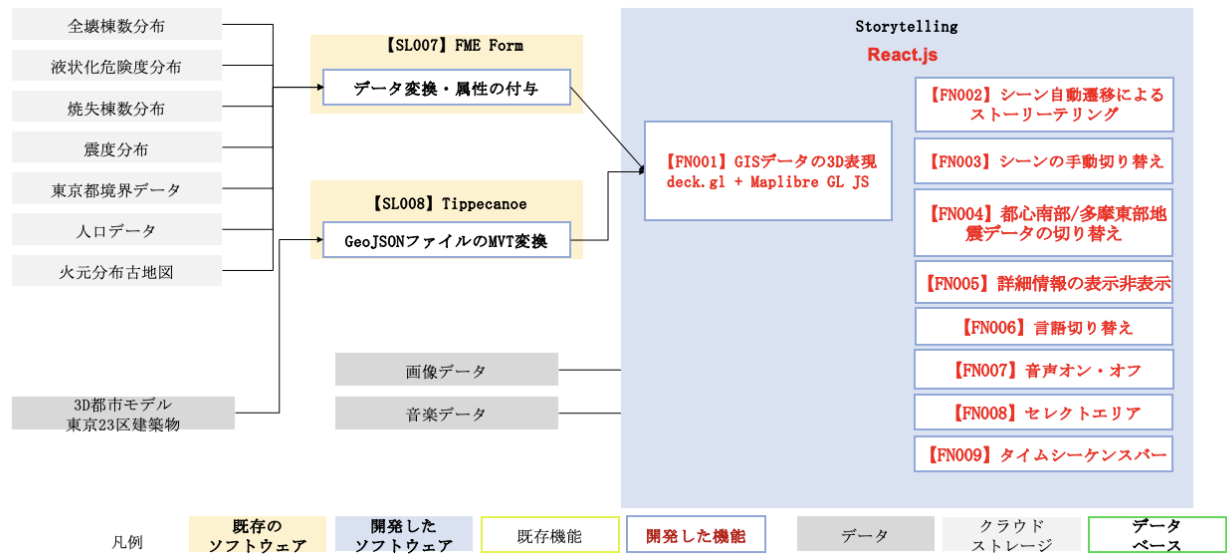 全壊棟数分布
液状化危険度分布
焼失棟数分布
震度分布
東京都境界データ
人口データ
火元分布古地図
3D都市モデル
東京23区建築物
【SL007】FME Form
データ変換・属性の付与
【SL008】Tippecanoe
GeoJSONファイルのMVT変換
画像データ
音楽データ
Storytelling
React.js
【FN001】GISデータの3D表現
deck.gl + Maplibre GL JS
【FN002】シーン自動遷移による
ストーリーテリング
【FN003】シーンの手動切り替え
【FN004】都心南部/多摩東部地
震データの切り替え
【FN005】詳細情報の表示非表示
【FN006】言語切り替え
【FN007】音声オン・オフ
【FN008】セレクトエリア
【FN009】タイムシーケンスバー
凡例
既存の
ソフトウェア
開発した
ソフトウェア
既存機能
開発した機能
データ
クラウド
ストレージ
データ
ベース